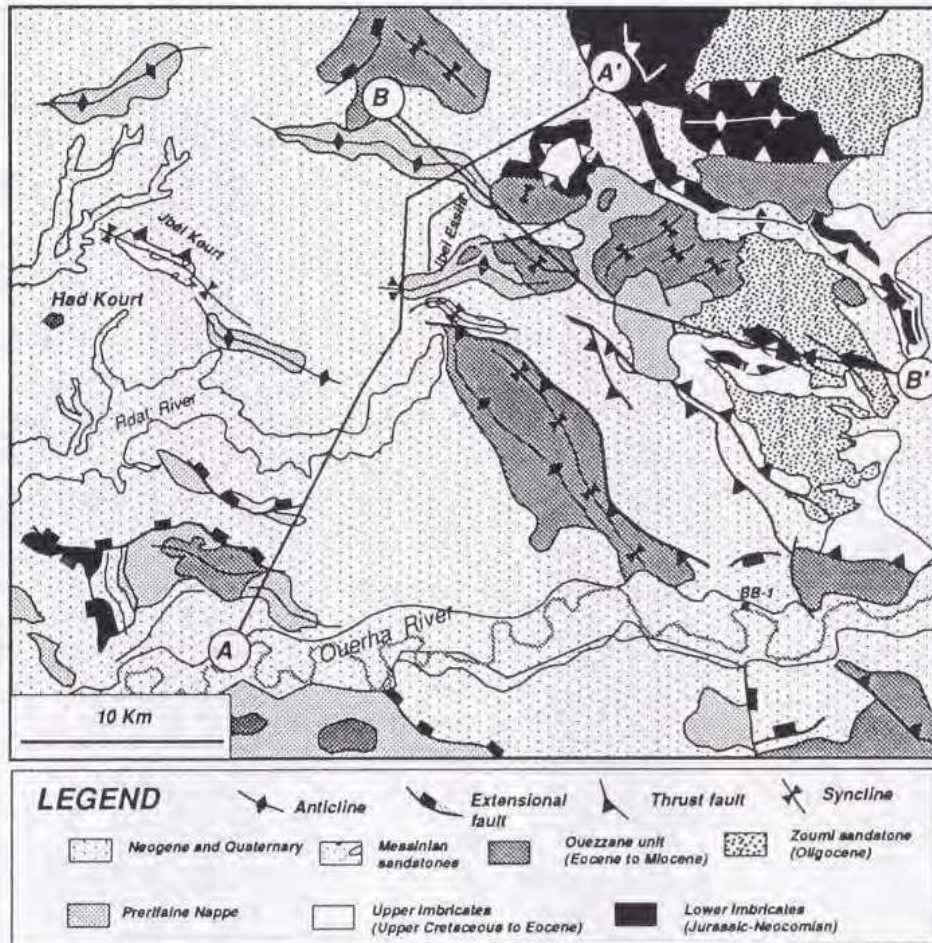 A'
B
Jbel Kourt
Jbel Essaf
Had Kourt
B'
Rdat River
BB-1
Ouerha River
A
10 Km
LEGEND
Anticline
Extensional
fault
Thrust fault
Syncline
Neogene and Quaternary
Messinian
sandstones
Ouezzane unit
(Eocene to Miocene)
Zoumi sandstone
(Oligocene)
Prerifaine Nappe
Upper Imbricates
(Upper Cretaceous to Eocene)
Lower Imbricates
(Jurassic-Neocomian)